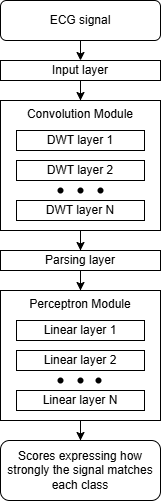 ECG signal
Input layer
Convolution Module
DWT layer 1
DWT layer 2
• • •
DWT layer N
Parsing layer
Perceptron Module
Linear layer 1
Linear layer 2
• • •
Linear layer N
Scores expressing how
strongly the signal matches
each class